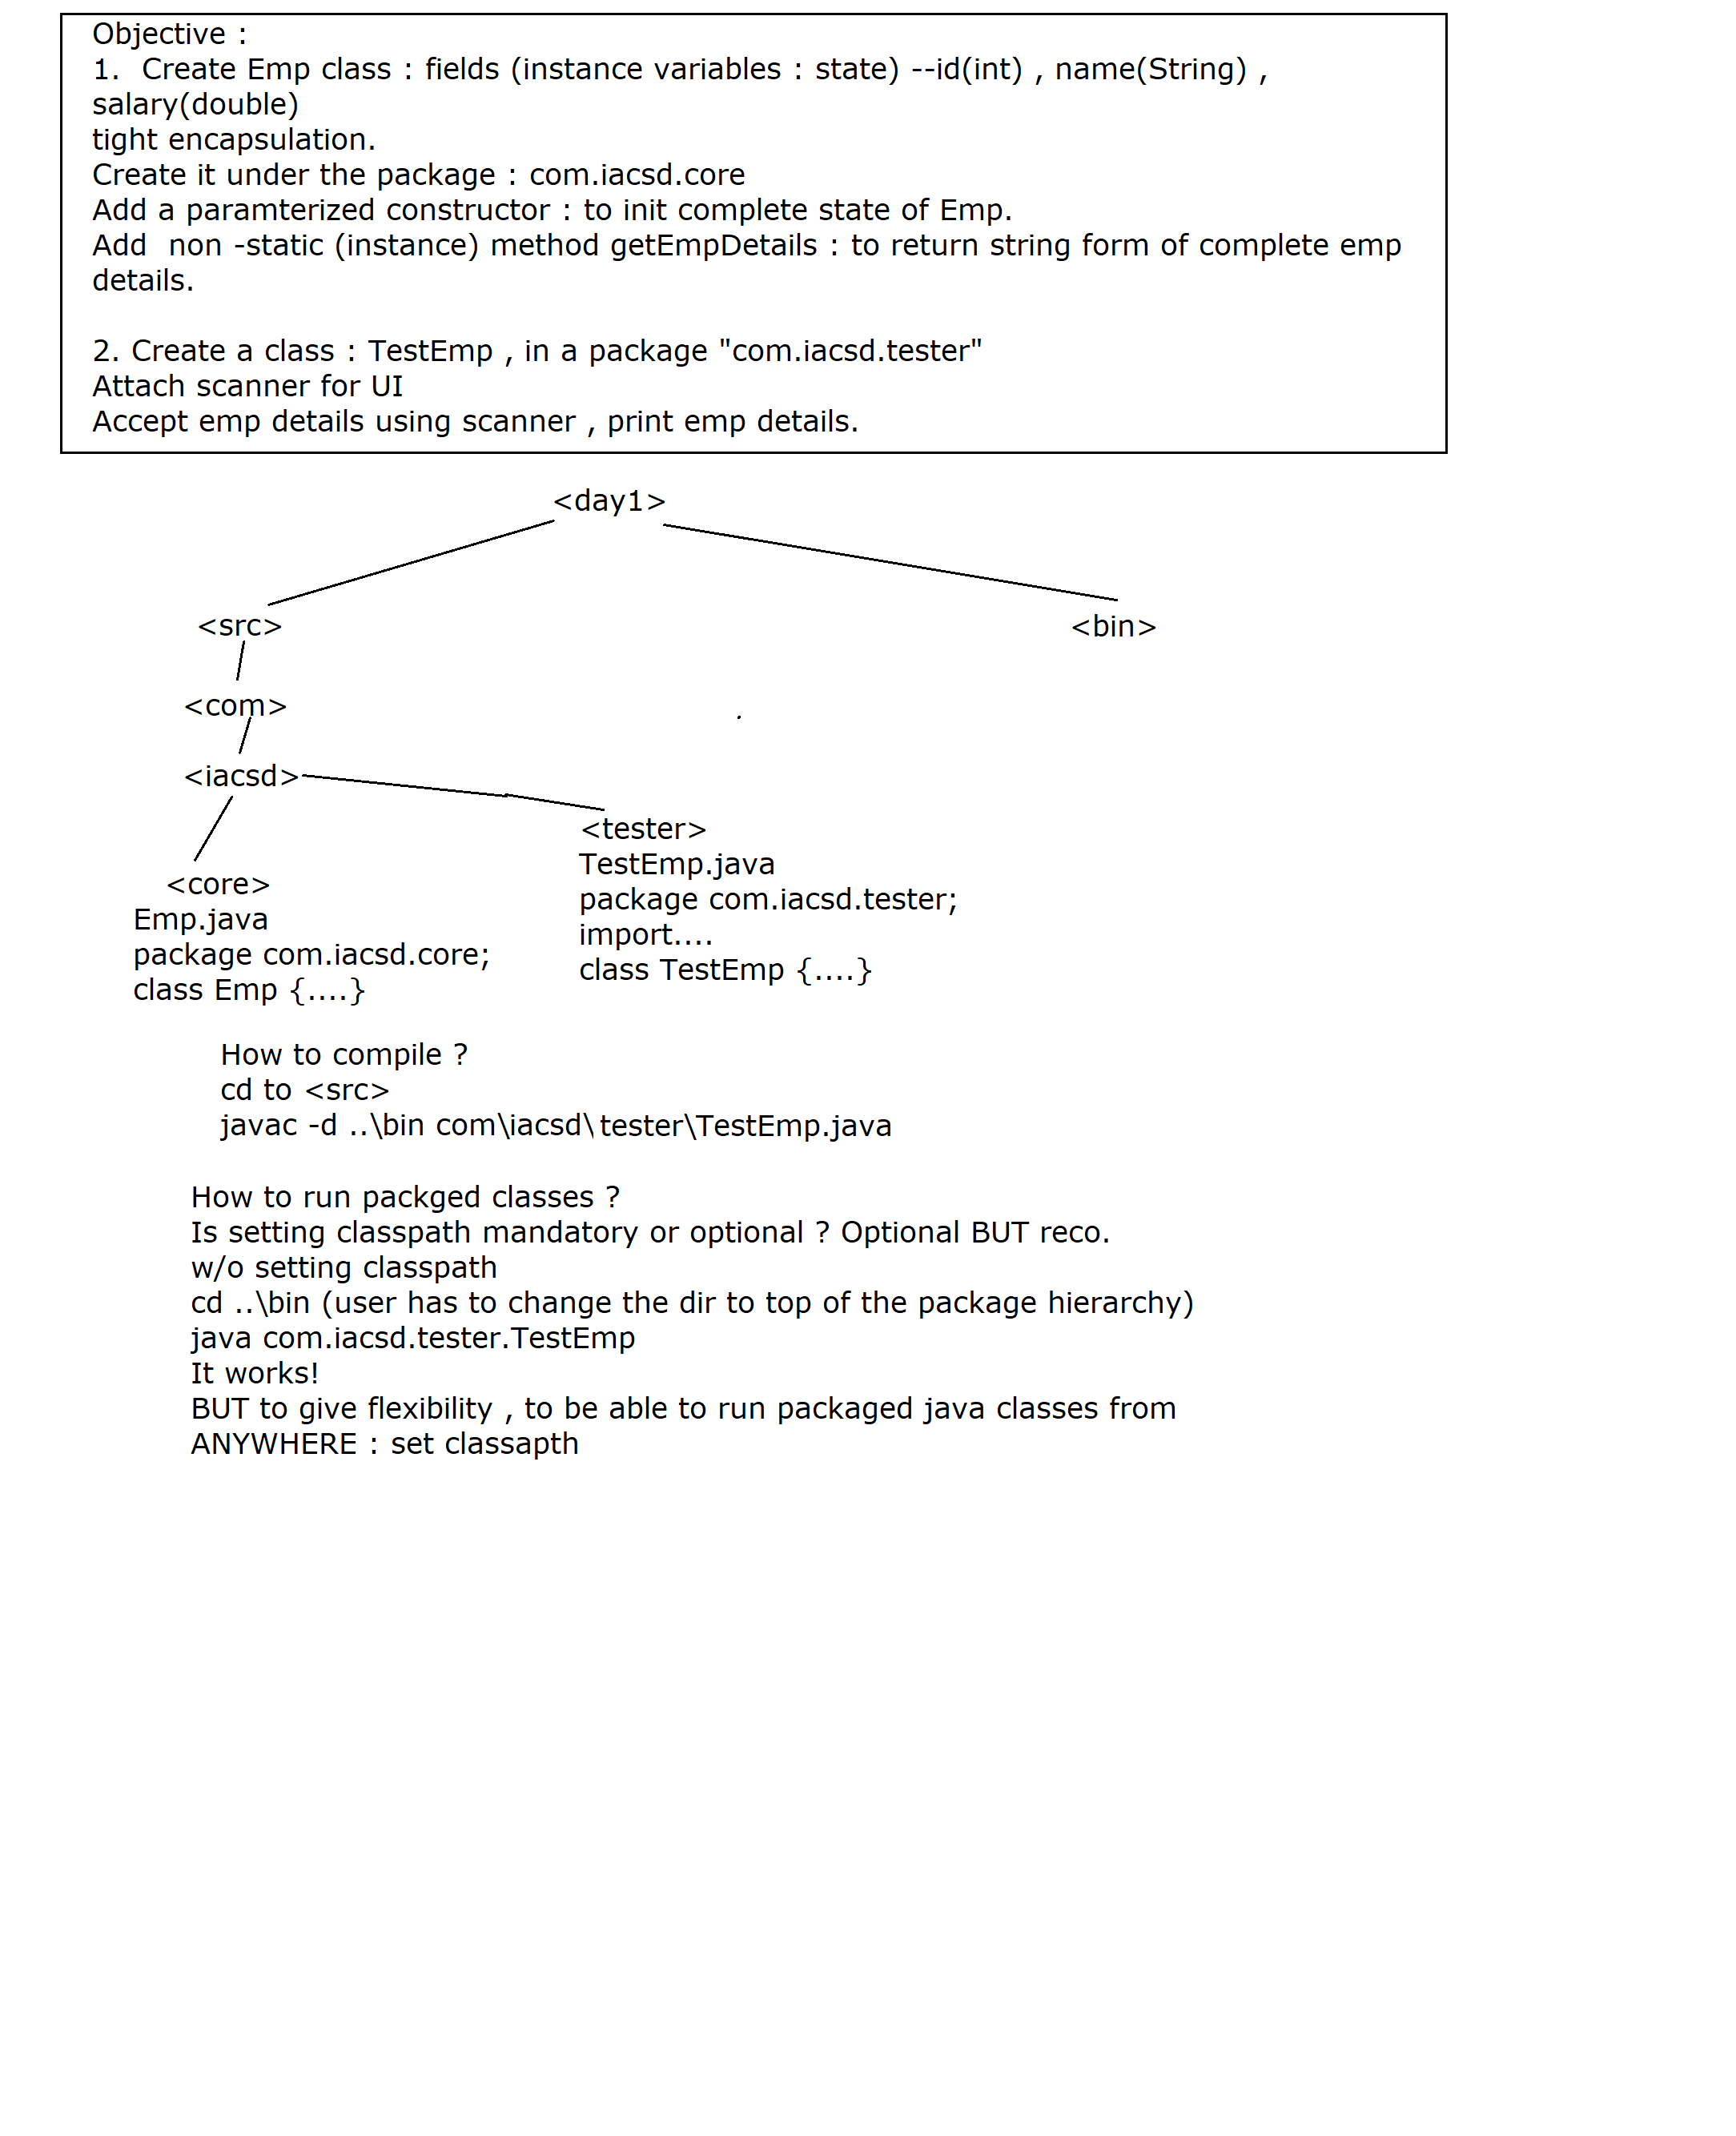 Objective :
1.  Create Emp class : fields (instance variables : state) --id(int) , name(String) ,
salary(double)
tight encapsulation.
Create it under the package : com.iacsd.core
Add a paramterized constructor : to init complete state of Emp.
Add  non -static (instance) method getEmpDetails : to return string form of complete emp
details.
2. Create a class : TestEmp , in a package "com.iacsd.tester"
Attach scanner for UI
Accept emp details using scanner , print emp details.
<day1>
<src>
<bin>
<com>
<iacsd>
<core>
Emp.java
package com.iacsd.core;
class Emp {....}
<tester>
TestEmp.java
package com.iacsd.tester;
import....
class TestEmp {....}
How to compile ?
cd to <src>
javac -d ..\bin com\iacsd\ tester\TestEmp.java
How to run packged classes ?
Is setting classpath mandatory or optional ? Optional BUT reco.
w/o setting classpath
cd ..\bin (user has to change the dir to top of the package hierarchy)
java com.iacsd.tester.TestEmp
It works!
BUT to give flexibility , to be able to run packaged java classes from
ANYWHERE : set classapth